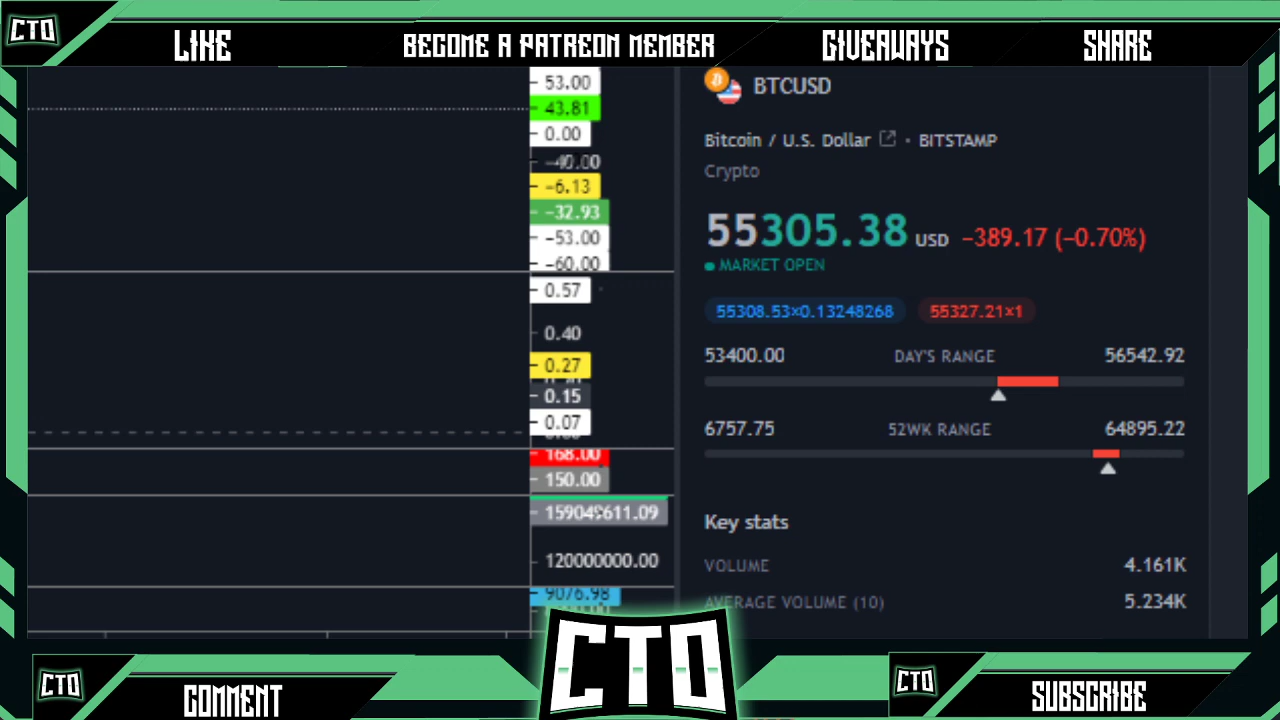 CTO
LIKE
BECOME A PATREON MEMBER
GIVEAWAYS
SHARE
53.00
43.81
0.00
−40.00
−6.13
−32.93
−53.00
−60.00
0.57
0.40
0.27
0.15
0.07
168.00
150.00
159049611.09
120000000.00
9076.98
BTCUSD
Bitcoin / U.S. Dollar · BITSTAMP
Crypto
55305.38 USD −389.17 (−0.70%)
MARKET OPEN
55308.53×0.13248268 55327.21×1
53400.00 DAY'S RANGE 56542.92
6757.75 52WK RANGE 64895.22
Key stats
VOLUME 4.161K
AVERAGE VOLUME (10) 5.234K
CTO
COMMENT
CTO
CTO
SUBSCRIBE